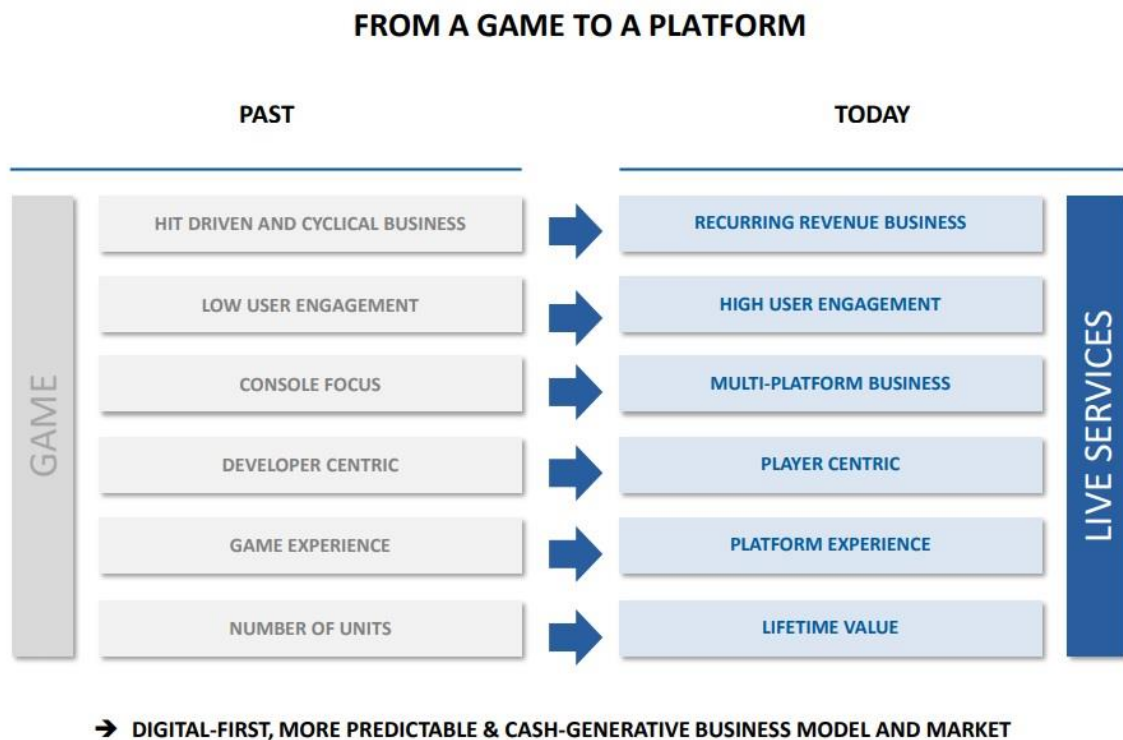 FROM A GAME TO A PLATFORM
PAST
TODAY
GAME
HIT DRIVEN AND CYCLICAL BUSINESS
RECURRING REVENUE BUSINESS
LOW USER ENGAGEMENT
HIGH USER ENGAGEMENT
CONSOLE FOCUS
MULTI-PLATFORM BUSINESS
DEVELOPER CENTRIC
PLAYER CENTRIC
GAME EXPERIENCE
PLATFORM EXPERIENCE
NUMBER OF UNITS
LIFETIME VALUE
LIVE SERVICES
➔ DIGITAL-FIRST, MORE PREDICTABLE & CASH-GENERATIVE BUSINESS MODEL AND MARKET